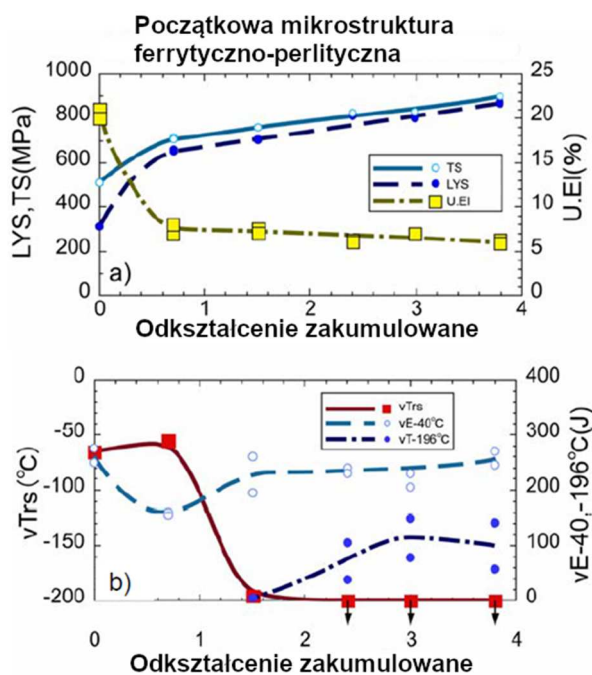 Początkowa mikrostruktura
ferrytyczno-perlityczna
1000
800
600
400
200
0
LYS,TS(MPa)
25
20
15
10
5
0
U.El(%)
TS
LYS
U.El
a)
0 1 2 3 4
Odkształcenie zakumulowane
0
-50
-100
-150
-200
vTrs(°C)
400
300
200
100
0
vE-40,-196°C(J)
vTrs
vE-40°C
vT-196°C
b)
0 1 2 3 4
Odkształcenie zakumulowane